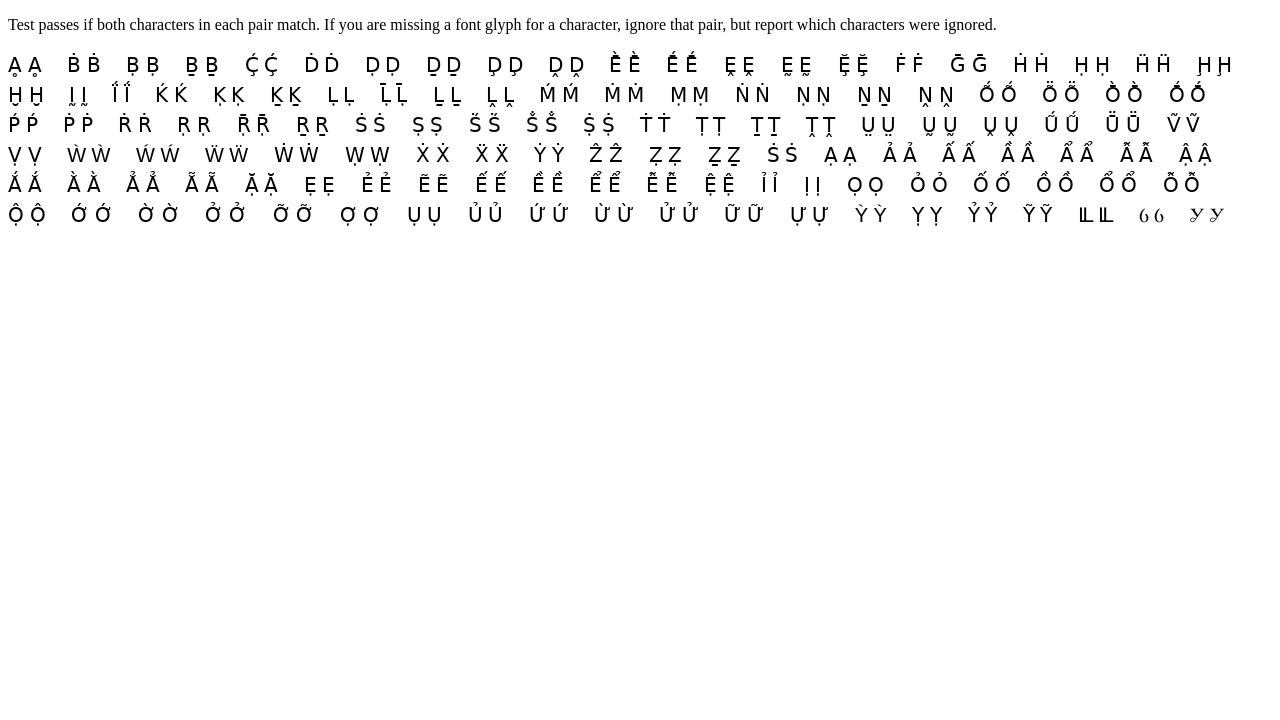 Test passes if both characters in each pair match. If you are missing a font glyph for a character, ignore that pair, but report which characters were ignored.
Ḁ Ḁ Ḃ Ḃ Ḅ Ḅ Ḇ Ḇ Ḉ Ḉ Ḋ Ḋ Ḍ Ḍ Ḏ Ḏ Ḑ Ḑ Ḓ Ḓ Ḕ Ḕ Ḗ Ḗ Ḙ Ḙ Ḛ Ḛ Ḝ Ḝ Ḟ Ḟ Ḡ Ḡ Ḣ Ḣ Ḥ Ḥ Ḧ Ḧ Ḩ Ḩ
Ḫ Ḫ Ḭ Ḭ Ḯ Ḯ Ḱ Ḱ Ḳ Ḳ Ḵ Ḵ Ḷ Ḷ Ḹ Ḹ Ḻ Ḻ Ḽ Ḽ Ḿ Ḿ Ṁ Ṁ Ṃ Ṃ Ṅ Ṅ Ṇ Ṇ Ṉ Ṉ Ṋ Ṋ Ṍ Ṍ Ṏ Ṏ Ṑ Ṑ Ṓ Ṓ
Ṕ Ṕ Ṗ Ṗ Ṙ Ṙ Ṛ Ṛ Ṝ Ṝ Ṟ Ṟ Ṡ Ṡ Ṣ Ṣ Ṥ Ṥ Ṧ Ṧ Ṩ Ṩ Ṫ Ṫ Ṭ Ṭ Ṯ Ṯ Ṱ Ṱ Ṳ Ṳ Ṵ Ṵ Ṷ Ṷ Ṹ Ṹ Ṻ Ṻ Ṽ Ṽ
Ṿ Ṿ Ẁ Ẁ Ẃ Ẃ Ẅ Ẅ Ẇ Ẇ Ẉ Ẉ Ẋ Ẋ Ẍ Ẍ Ẏ Ẏ Ẑ Ẑ Ẓ Ẓ Ẕ Ẕ Ṡ Ṡ Ạ Ạ Ả Ả Ấ Ấ Ầ Ầ Ẩ Ẩ Ẫ Ẫ Ậ Ậ
Ắ Ắ Ằ Ằ Ẳ Ẳ Ẵ Ẵ Ặ Ặ Ẹ Ẹ Ẻ Ẻ Ẽ Ẽ Ế Ế Ề Ề Ể Ể Ễ Ễ Ệ Ệ Ỉ Ỉ Ị Ị Ọ Ọ Ỏ Ỏ Ố Ố Ồ Ồ Ổ Ổ Ỗ Ỗ
Ộ Ộ Ớ Ớ Ờ Ờ Ở Ở Ỡ Ỡ Ợ Ợ Ụ Ụ Ủ Ủ Ứ Ứ Ừ Ừ Ử Ử Ữ Ữ Ự Ự Ỳ Ỳ Ỵ Ỵ Ỷ Ỷ Ỹ Ỹ Ỻ Ỻ Ỽ Ỽ Ỿ Ỿ